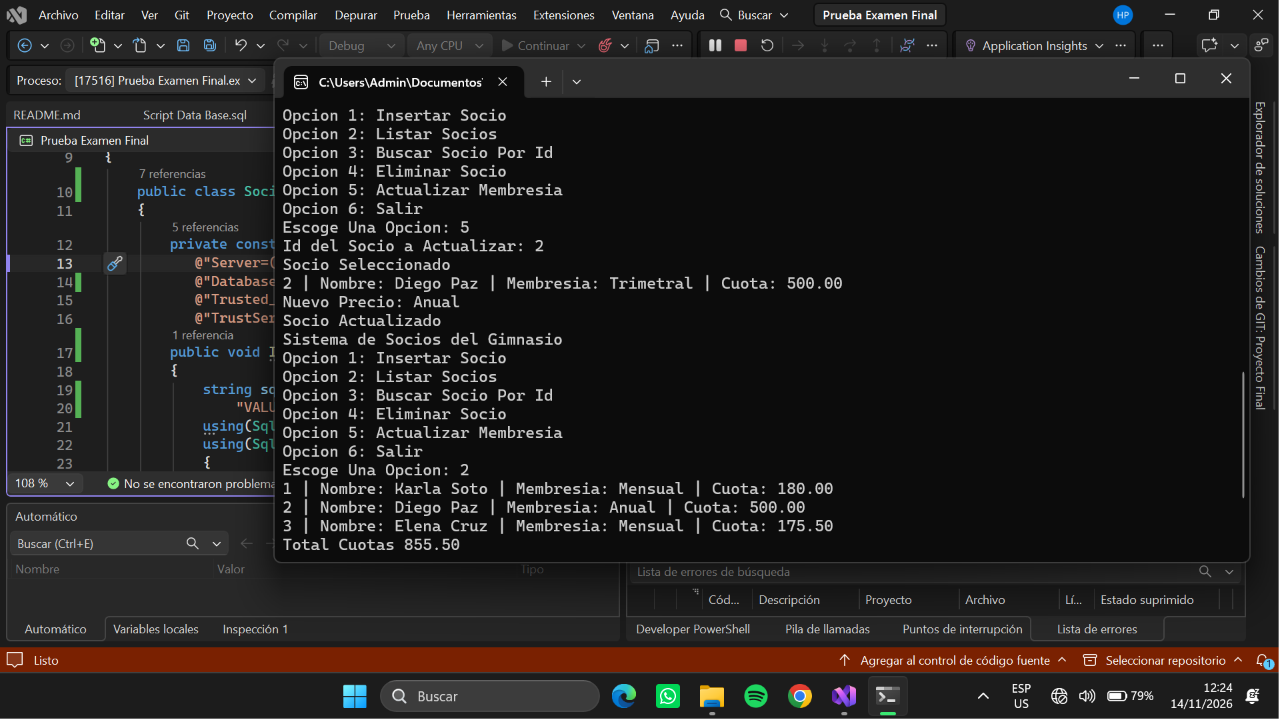 Archivo Editar Ver Git Proyecto Compilar Depurar Prueba Herramientas Extensiones Ventana Ayuda Buscar Prueba Examen Final HP
Debug Any CPU Continuar Application Insights
Proceso: [17516] Prueba Examen Final.ex
C:\Users\Admin\Documentos
README.md Script Data Base.sql
Prueba Examen Final
9 {
7 referencias
10 public class Soci
11 {
5 referencias
12 private const
13 @"Server=(
14 @"Database
15 @"Trusted_
16 @"TrustSer
1 referencia
17 public void I
18 {
19 string sq
20 "VALU
21 using(Sql
22 using(Sql
23 {
108 % No se encontraron problema
Opcion 1: Insertar Socio
Opcion 2: Listar Socios
Opcion 3: Buscar Socio Por Id
Opcion 4: Eliminar Socio
Opcion 5: Actualizar Membresia
Opcion 6: Salir
Escoge Una Opcion: 5
Id del Socio a Actualizar: 2
Socio Seleccionado
2 | Nombre: Diego Paz | Membresia: Trimetral | Cuota: 500.00
Nuevo Precio: Anual
Socio Actualizado
Sistema de Socios del Gimnasio
Opcion 1: Insertar Socio
Opcion 2: Listar Socios
Opcion 3: Buscar Socio Por Id
Opcion 4: Eliminar Socio
Opcion 5: Actualizar Membresia
Opcion 6: Salir
Escoge Una Opcion: 2
1 | Nombre: Karla Soto | Membresia: Mensual | Cuota: 180.00
2 | Nombre: Diego Paz | Membresia: Anual | Cuota: 500.00
3 | Nombre: Elena Cruz | Membresia: Mensual | Cuota: 175.50
Total Cuotas 855.50
Explorador de soluciones
Cambios de GIT: Proyecto Final
Automático
Buscar (Ctrl+E)
Nombre Valor Tipo
Automático Variables locales Inspección 1
Lista de errores de búsqueda
Cód... Descripción Proyecto Archivo Lí... Estado suprimido
Developer PowerShell Pila de llamadas Puntos de interrupción Lista de errores
Listo Agregar al control de código fuente Seleccionar repositorio 1
Buscar
ESP
US
79%
12:24
14/11/2026